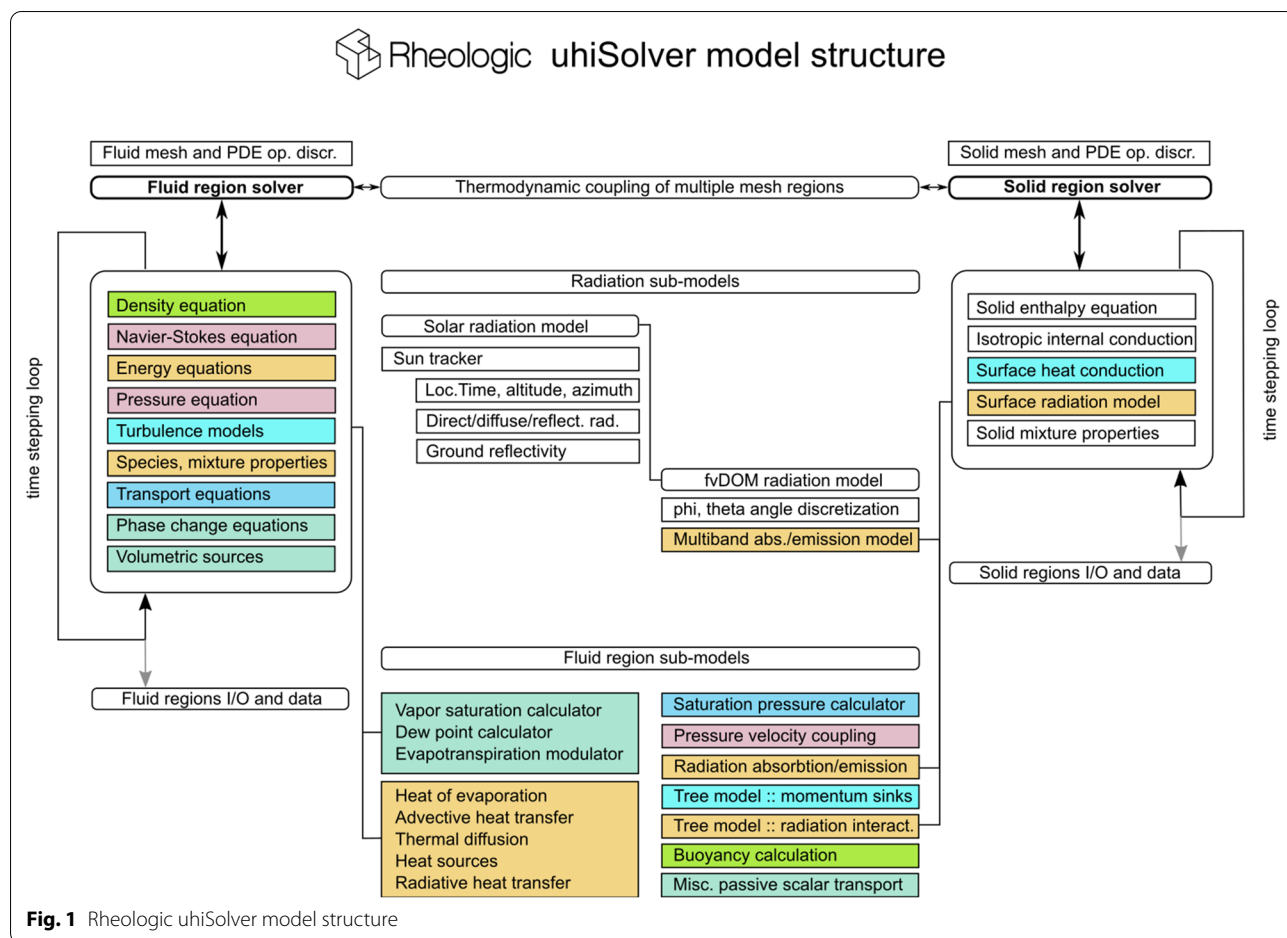 Rheologic uhiSolver model structure
Fluid mesh and PDE op. discr.
Fluid region solver
Thermodynamic coupling of multiple mesh regions
Solid mesh and PDE op. discr.
Solid region solver
time stepping loop
Density equation
Navier-Stokes equation
Energy equations
Pressure equation
Turbulence models
Species, mixture properties
Transport equations
Phase change equations
Volumetric sources
Fluid regions I/O and data
Radiation sub-models
Solar radiation model
Sun tracker
Loc.Time, altitude, azimuth
Direct/diffuse/reflect. rad.
Ground reflectivity
fvDOM radiation model
phi, theta angle discretization
Multiband abs./emission model
Solid enthalpy equation
Isotropic internal conduction
Surface heat conduction
Surface radiation model
Solid mixture properties
time stepping loop
Solid regions I/O and data
Fluid region sub-models
Vapor saturation calculator
Dew point calculator
Evapotranspiration modulator
Heat of evaporation
Advective heat transfer
Thermal diffusion
Heat sources
Radiative heat transfer
Saturation pressure calculator
Pressure velocity coupling
Radiation absorbtion/emission
Tree model :: momentum sinks
Tree model :: radiation interact.
Buoyancy calculation
Misc. passive scalar transport
Fig. 1 Rheologic uhiSolver model structure